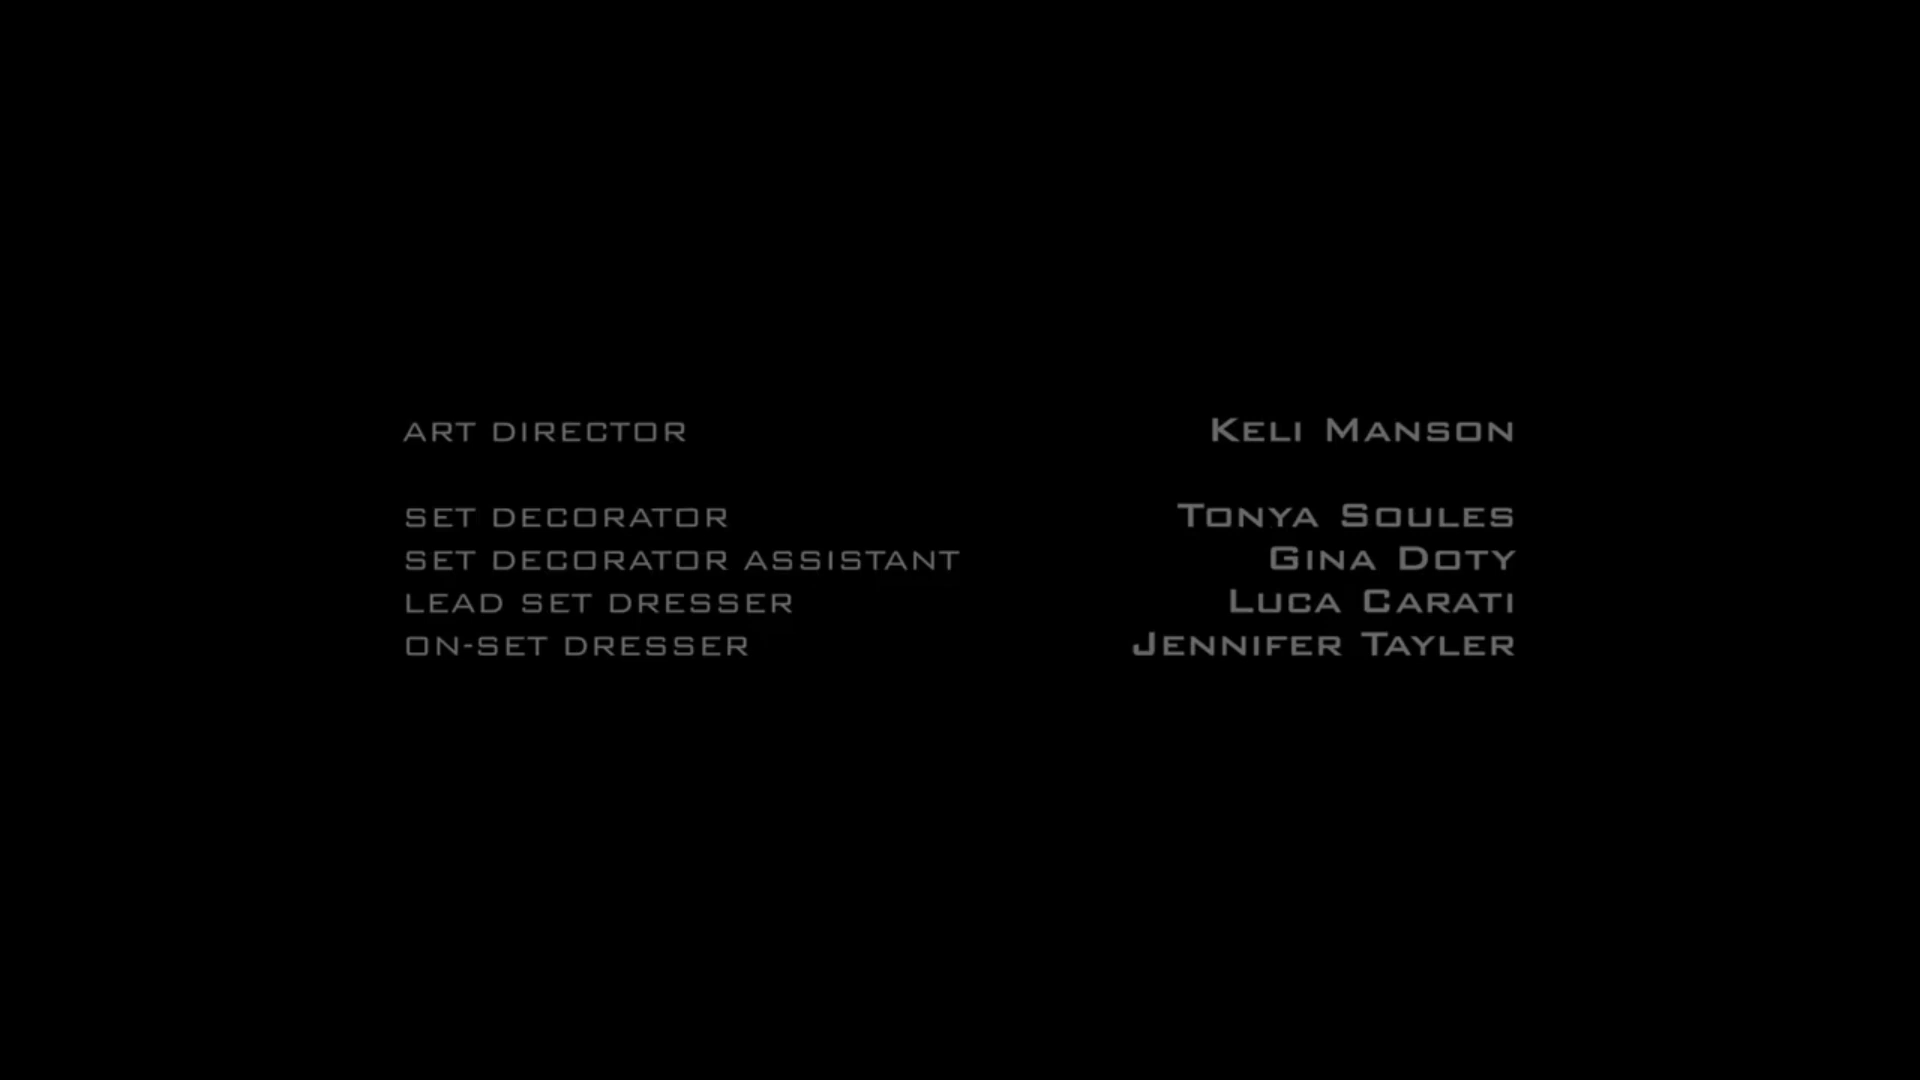 ART DIRECTOR Keli Manson
SET DECORATOR Tonya Soules
SET DECORATOR ASSISTANT Gina Doty
LEAD SET DRESSER Luca Carati
ON-SET DRESSER Jennifer Tayler